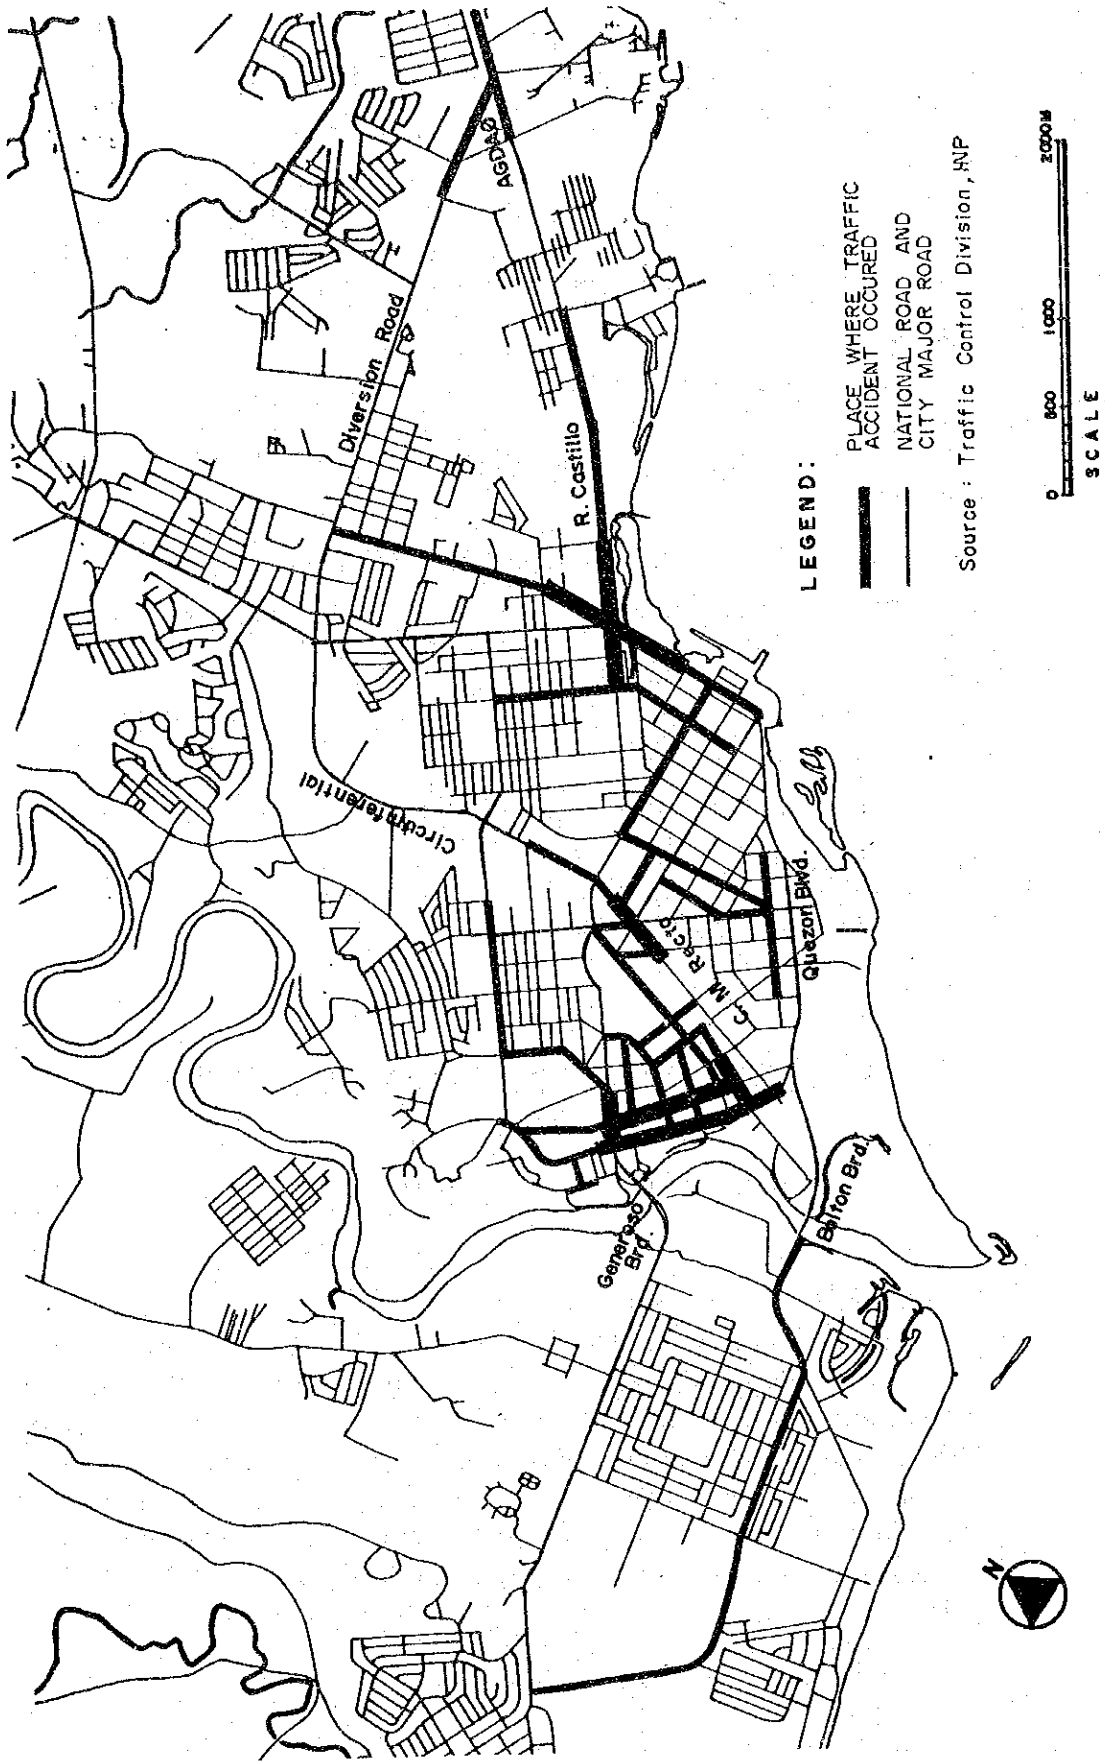 Diversion Road
AGDAO
R. Castillo
Circumferential
C. M. Recto
Quezon Blvd.
Generoso
Brd.
Bolton Brd.
LEGEND:
PLACE WHERE TRAFFIC
ACCIDENT OCCURED
NATIONAL ROAD AND
CITY MAJOR ROAD
Source : Traffic Control Division, INP
0 500 1000 2000M
SCALE
N